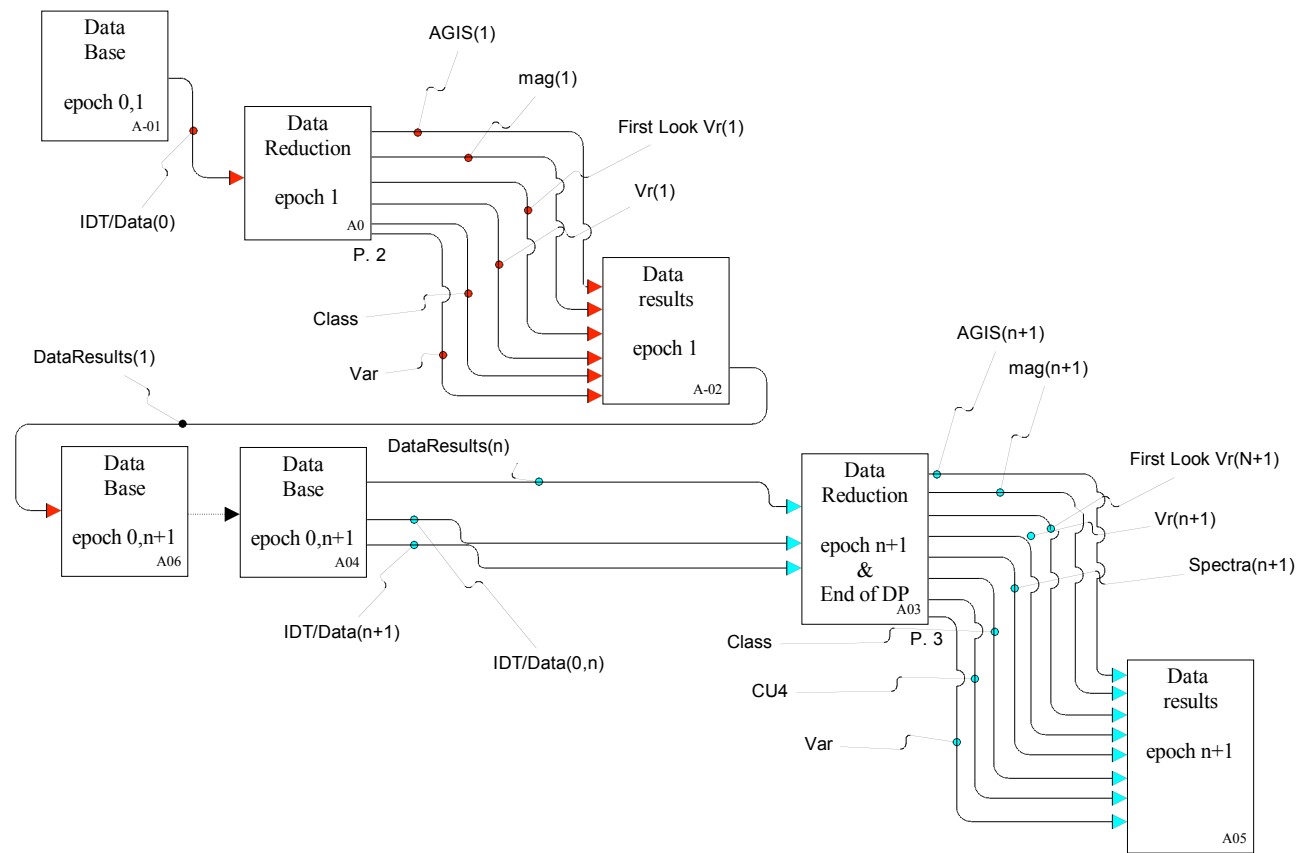 Data
Base
epoch 0,1
A-01
AGIS(1)
mag(1)
First Look Vr(1)
Vr(1)
IDT/Data(0)
Data
Reduction
epoch 1
A0
P. 2
Class
Var
Data
results
epoch 1
A-02
DataResults(1)
Data
Base
epoch 0,n+1
A06
Data
Base
epoch 0,n+1
A04
DataResults(n)
IDT/Data(n+1)
IDT/Data(0,n)
Data
Reduction
epoch n+1
&
End of DP
A03
P. 3
AGIS(n+1)
mag(n+1)
First Look Vr(N+1)
Vr(n+1)
Spectra(n+1)
Class
CU4
Var
Data
results
epoch n+1
A05